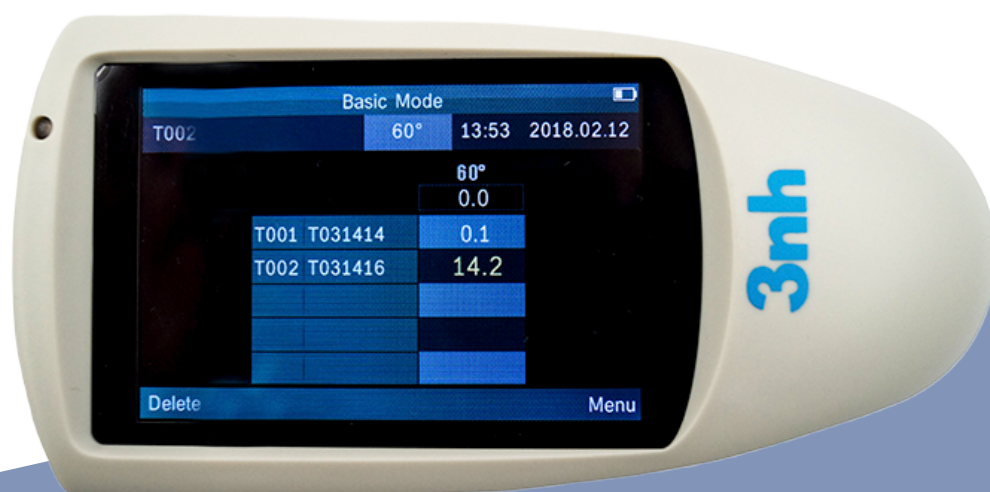 Basic Mode
T002 60° 13:53 2018.02.12
60°
0.0
T001 T031414 0.1
T002 T031416 14.2
Delete Menu
3nh